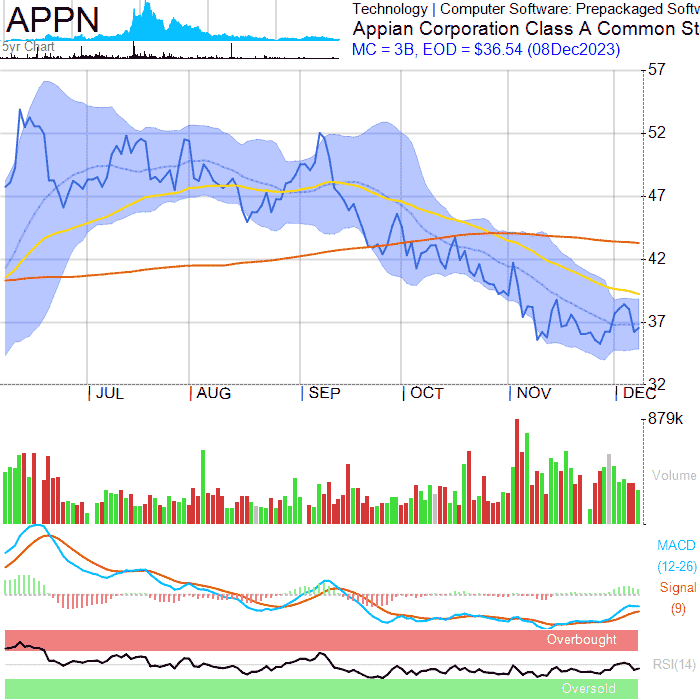 APPN
5yr Chart
Technology | Computer Software: Prepackaged Softw
Appian Corporation Class A Common St
MC = 3B, EOD = $36.54 (08Dec2023)
57
52
47
42
37
32
JUL AUG SEP OCT NOV DEC
879k
Volume
MACD
(12-26)
Signal
(9)
Overbought
RSI(14)
Oversold